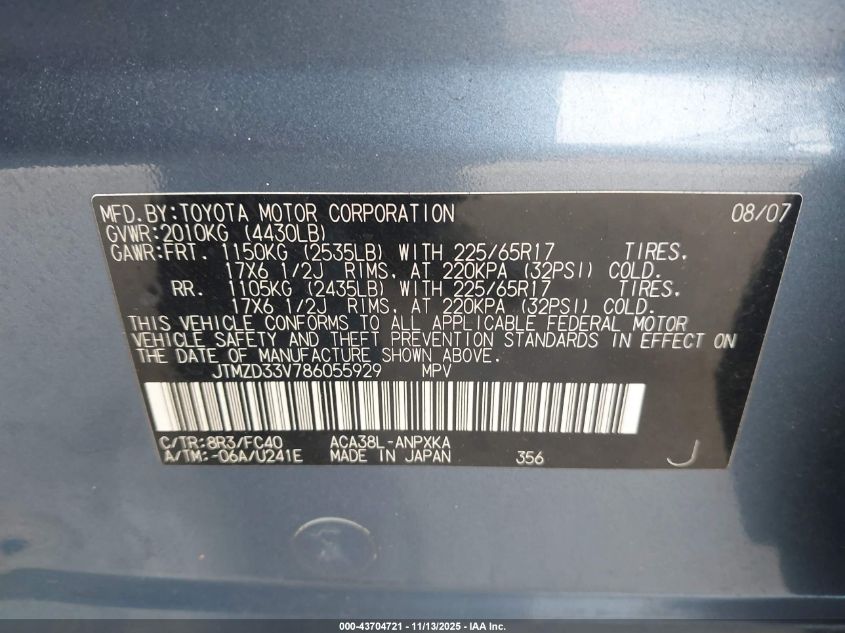 MFD.BY:TOYOTA MOTOR CORPORATION 08/07
GVWR:2010KG (4430LB)
GAWR:FRT. 1150KG (2535LB) WITH 225/65R17 TIRES,
17X6 1/2J RIMS, AT 220KPA (32PSI) COLD.
RR. 1105KG (2435LB) WITH 225/65R17 TIRES,
17X6 1/2J RIMS, AT 220KPA (32PSI) COLD.
THIS VEHICLE CONFORMS TO ALL APPLICABLE FEDERAL MOTOR
VEHICLE SAFETY AND THEFT PREVENTION STANDARDS IN EFFECT ON
THE DATE OF MANUFACTURE SHOWN ABOVE.
JTMZD33V786055929 MPV
C/TR:8R3/FC40 ACA38L-ANPXKA
A/TM:-06A/U241E MADE IN JAPAN 356 J
000-43704721 - 11/13/2025 - IAA Inc.